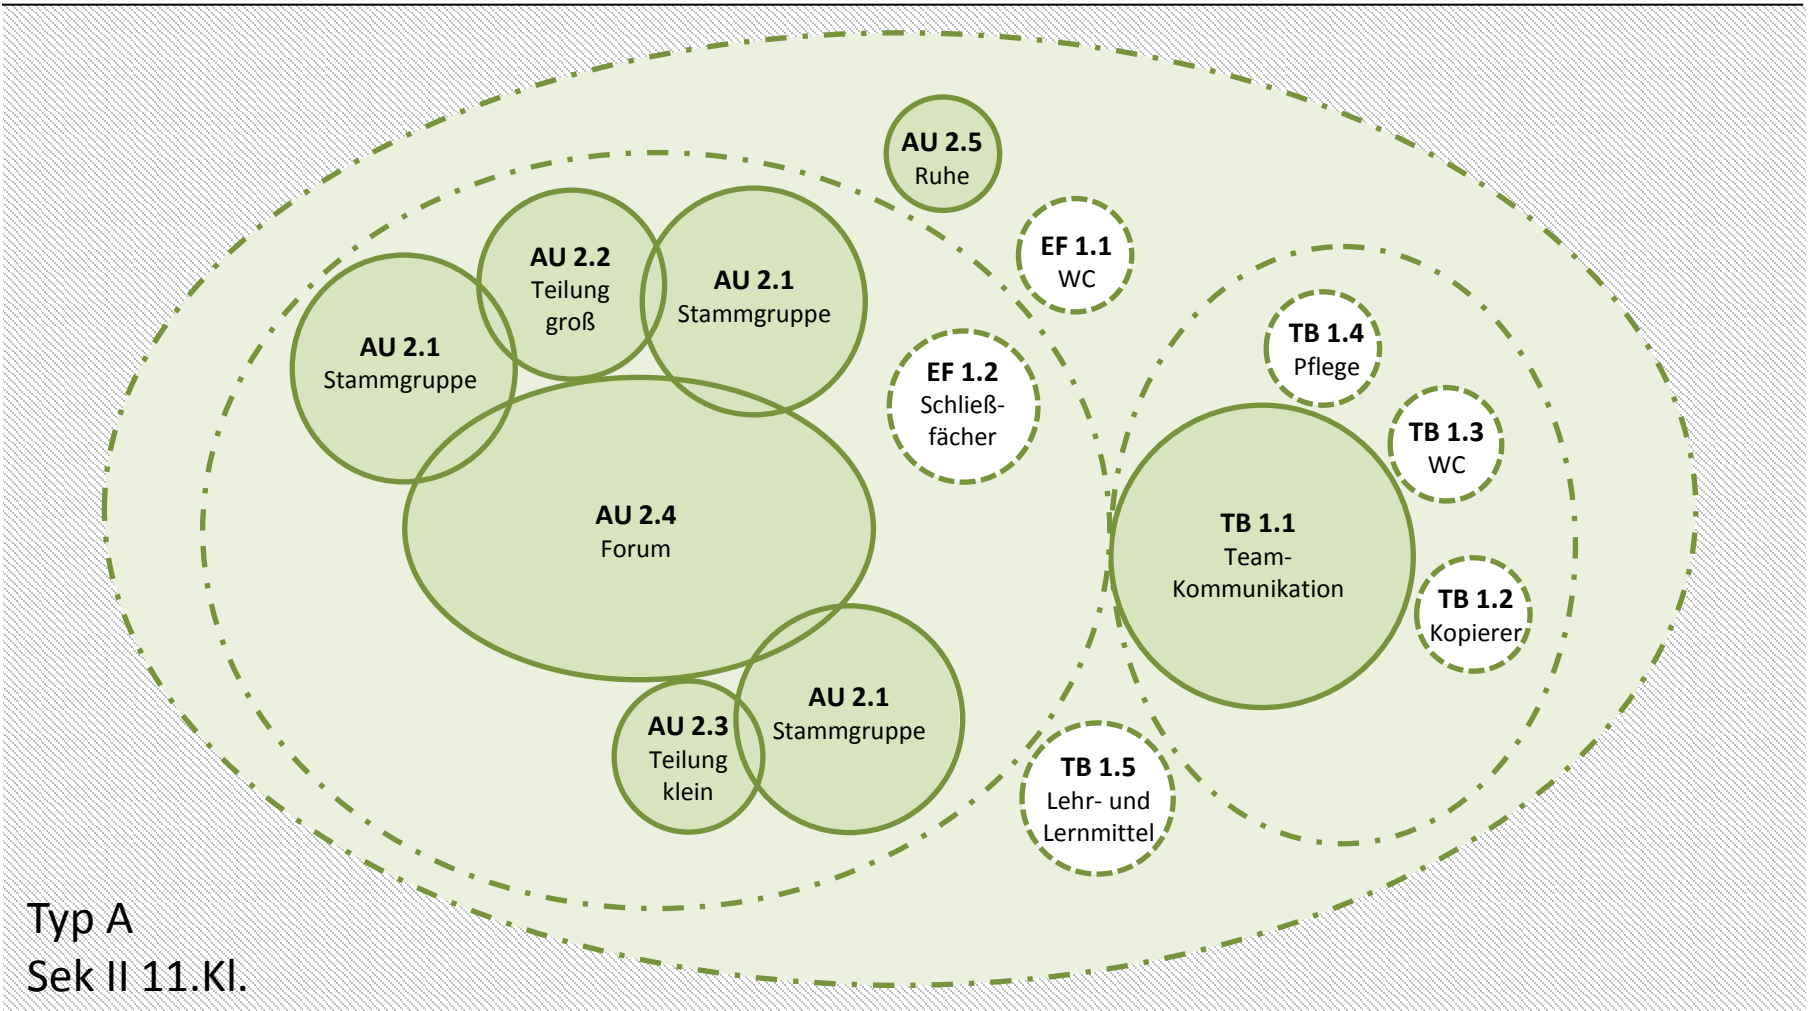 AU 2.5
Ruhe
EF 1.1
WC
AU 2.2
Teilung
groß
AU 2.1
Stammgruppe
AU 2.1
Stammgruppe
EF 1.2
Schließ-
fächer
TB 1.4
Pflege
TB 1.3
WC
AU 2.4
Forum
TB 1.1
Team-
Kommunikation
TB 1.2
Kopierer
AU 2.1
Stammgruppe
AU 2.3
Teilung
klein
TB 1.5
Lehr- und
Lernmittel
Typ A
Sek II 11.Kl.